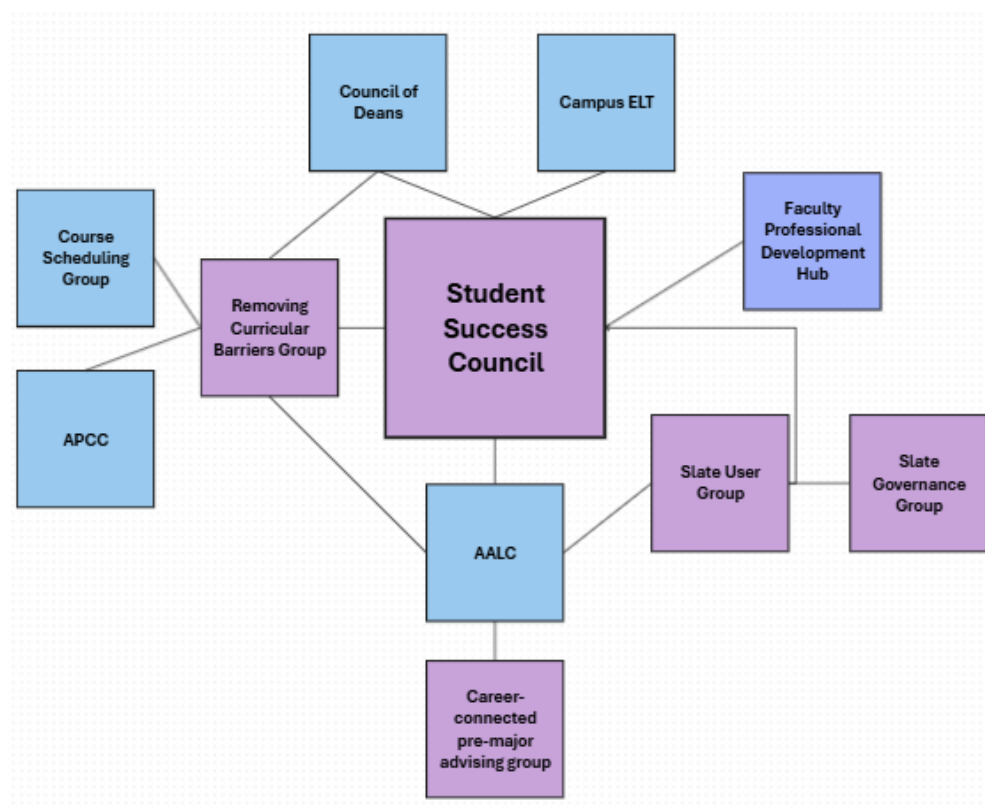 Council of
Deans
Campus ELT
Faculty
Professional
Development
Hub
Course
Scheduling
Group
Removing
Curricular
Barriers Group
Student
Success
Council
APCC
Slate User
Group
Slate
Governance
Group
AALC
Career-
connected
pre-major
advising group